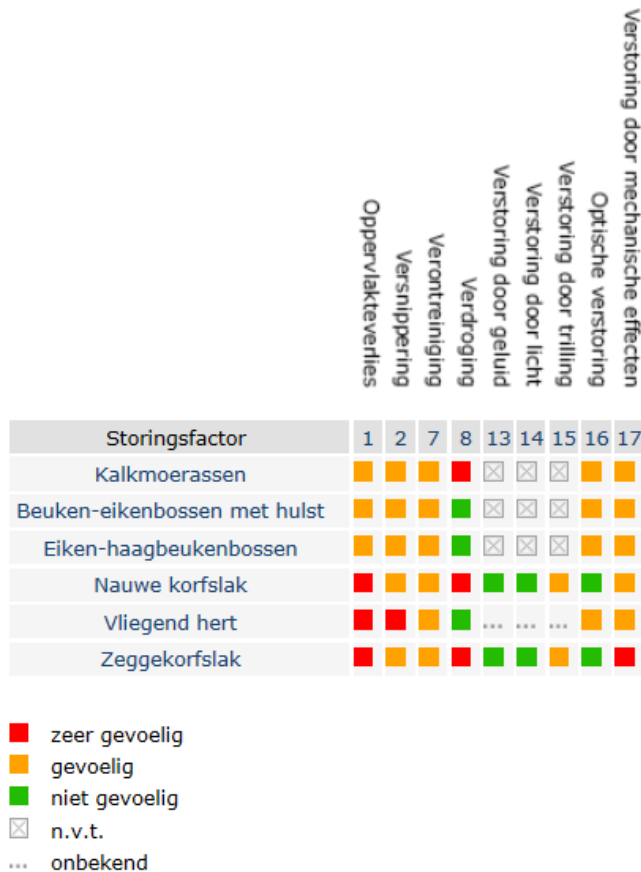 Oppervlakteverlies
Versnippering
Verontreiniging
Verdroging
Verstoring door geluid
Verstoring door licht
Verstoring door trilling
Optische verstoring
Verstoring door mechanische effecten
Storingsfactor 1 2 7 8 13 14 15 16 17
Kalkmoerassen
Beuken-eikenbossen met hulst
Eiken-haagbeukenbossen
Nauwe korfslak
Vliegend hert ... ... ...
Zeggekorfslak
zeer gevoelig
gevoelig
niet gevoelig
n.v.t.
... onbekend